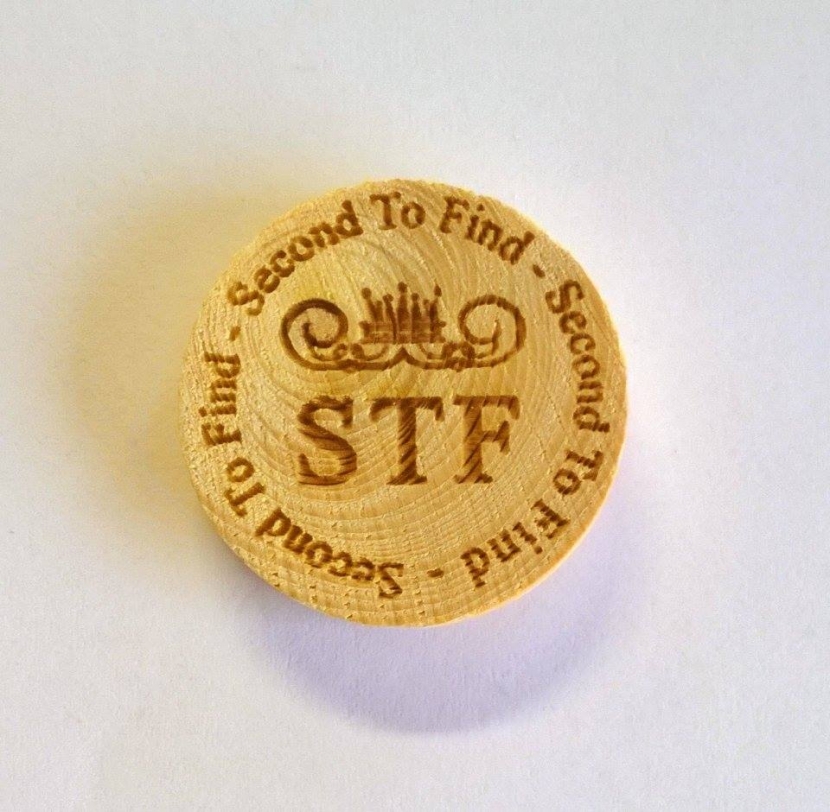 Second To Find - Second To Find - Second To Find -
STF